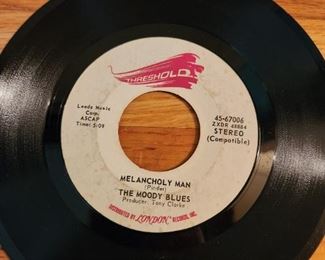 THRESHOLD
Leeds Music
Corp.
ASCAP
Time: 5:09
45-67006
ZXDR 48884
STEREO
(Compatible)
MELANCHOLY MAN
(Pinder)
THE MOODY BLUES
Producer: Tony Clarke
DISTRIBUTED BY LONDON RECORDS, INC.